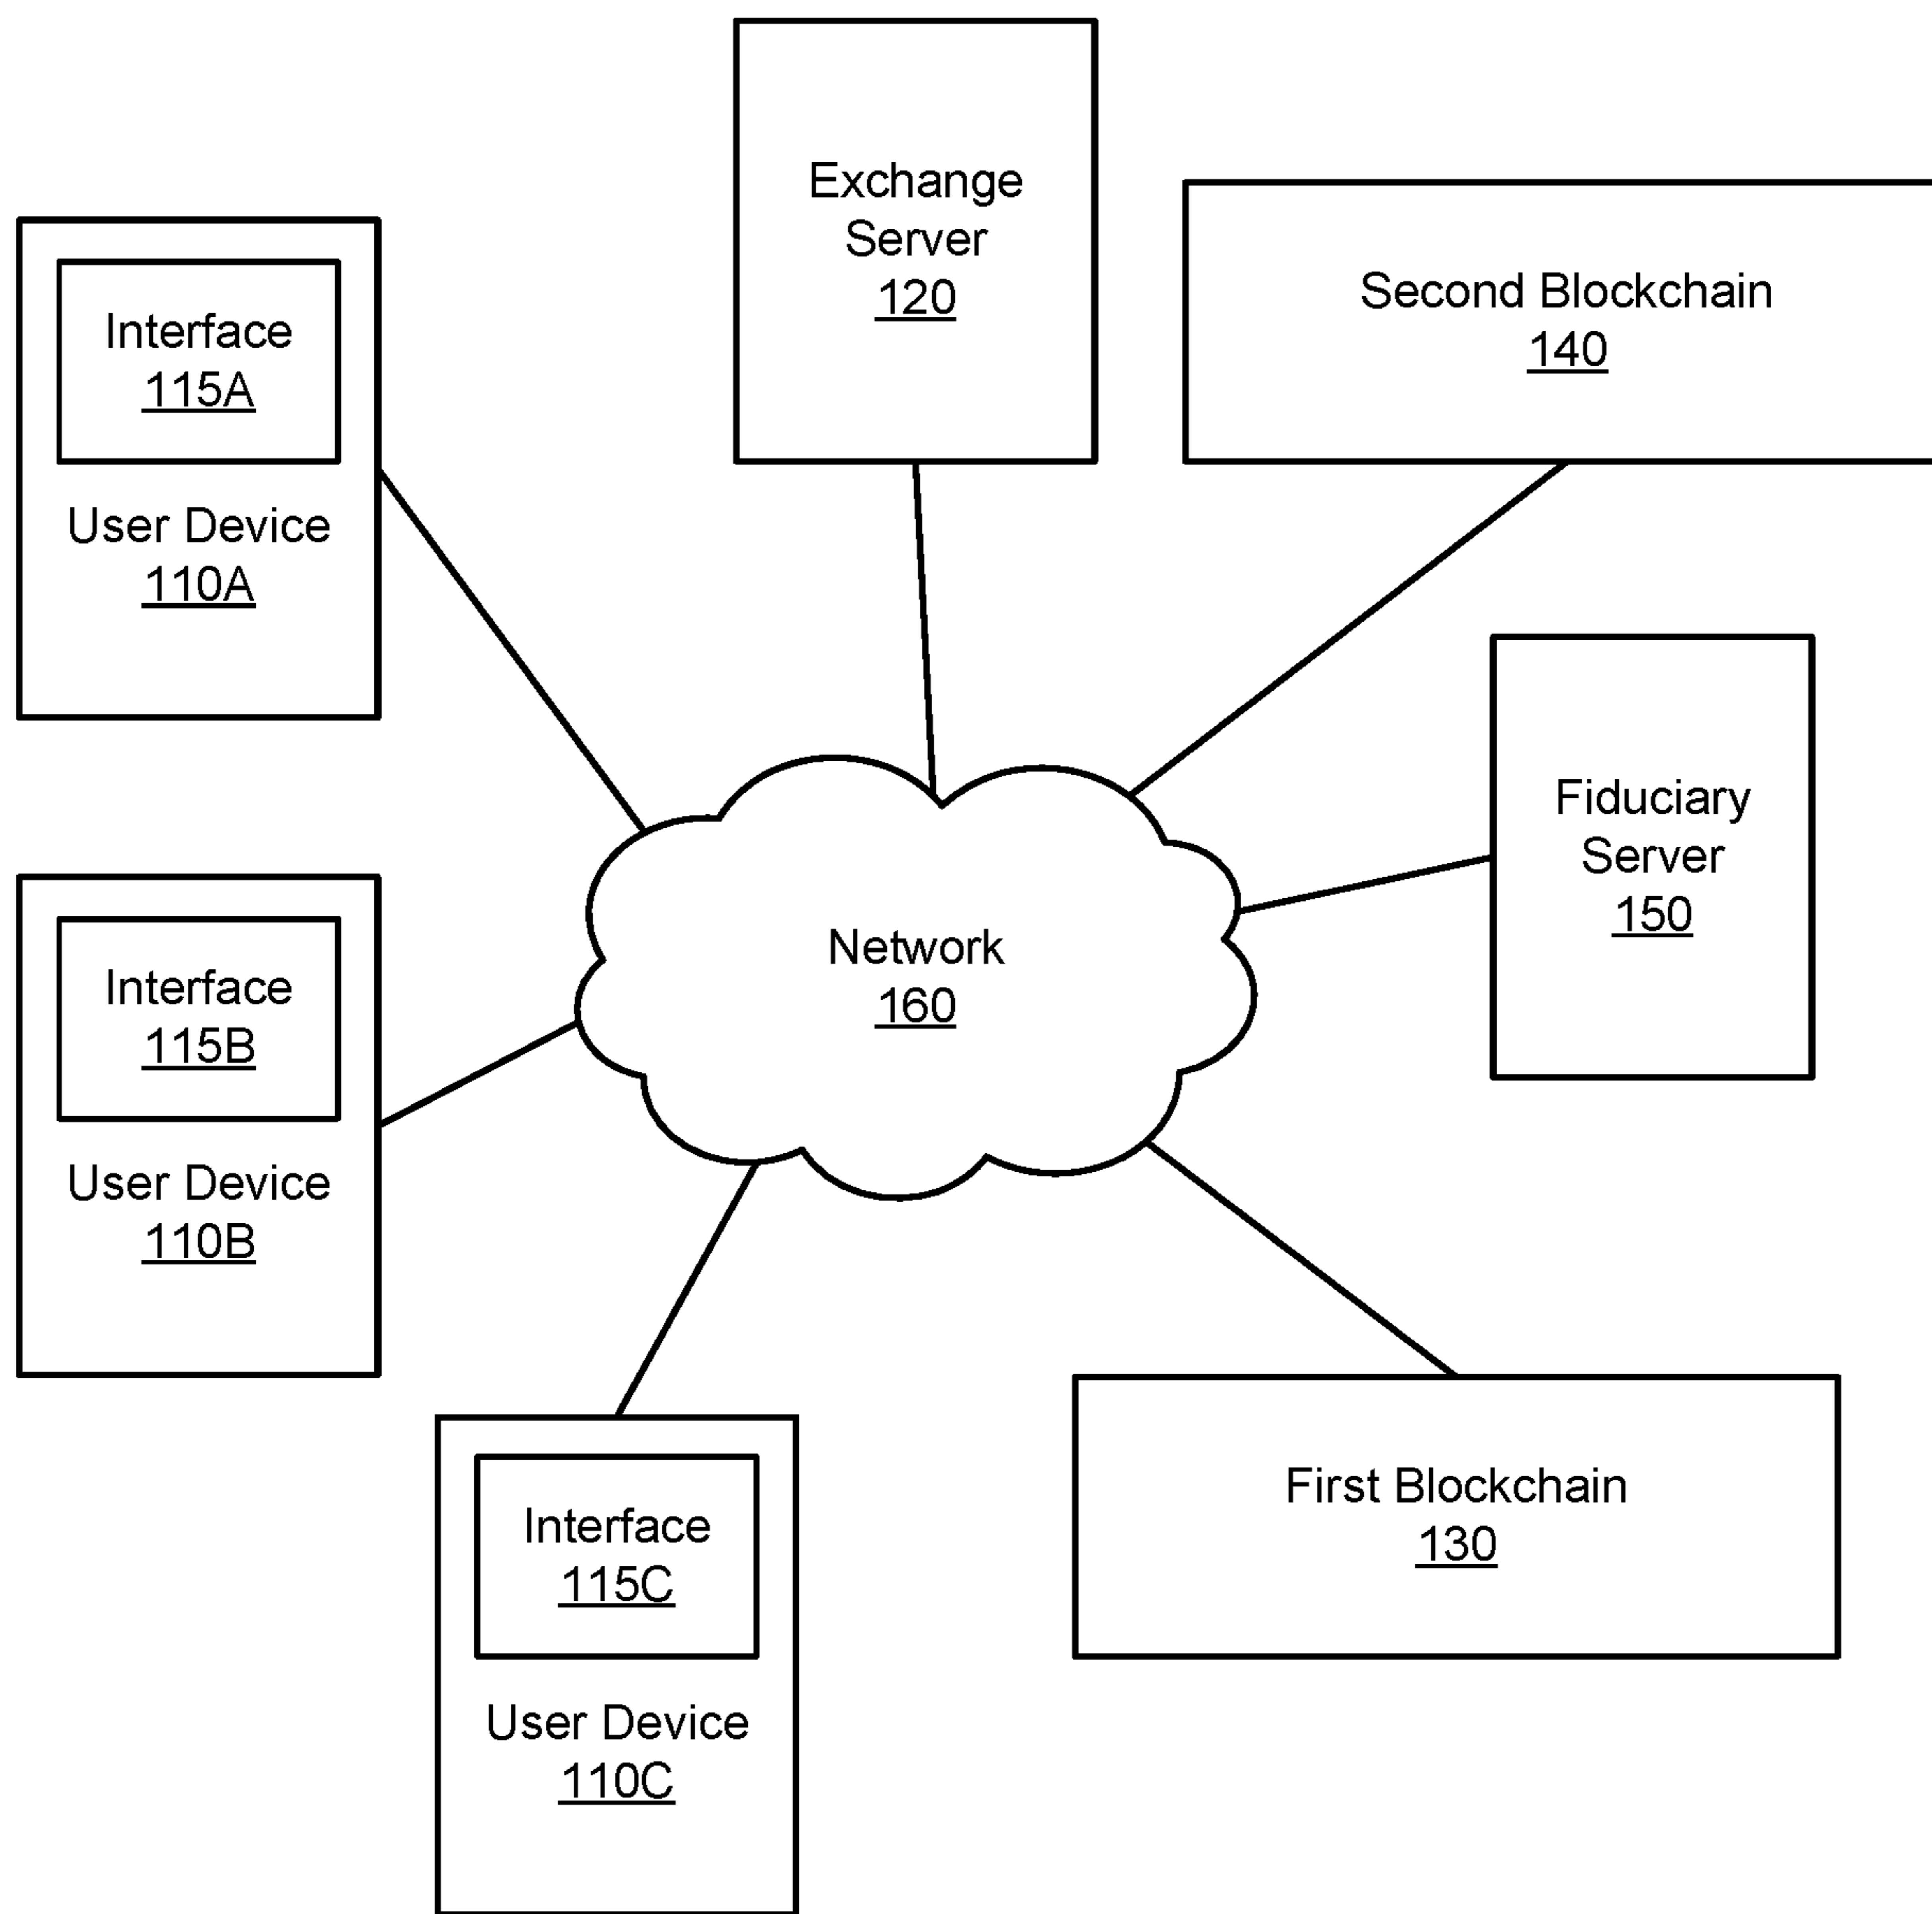 Exchange
Server
120
Second Blockchain
140
Interface
115A
User Device
110A
Fiduciary
Server
150
Network
160
Interface
115B
User Device
110B
First Blockchain
130
Interface
115C
User Device
110C